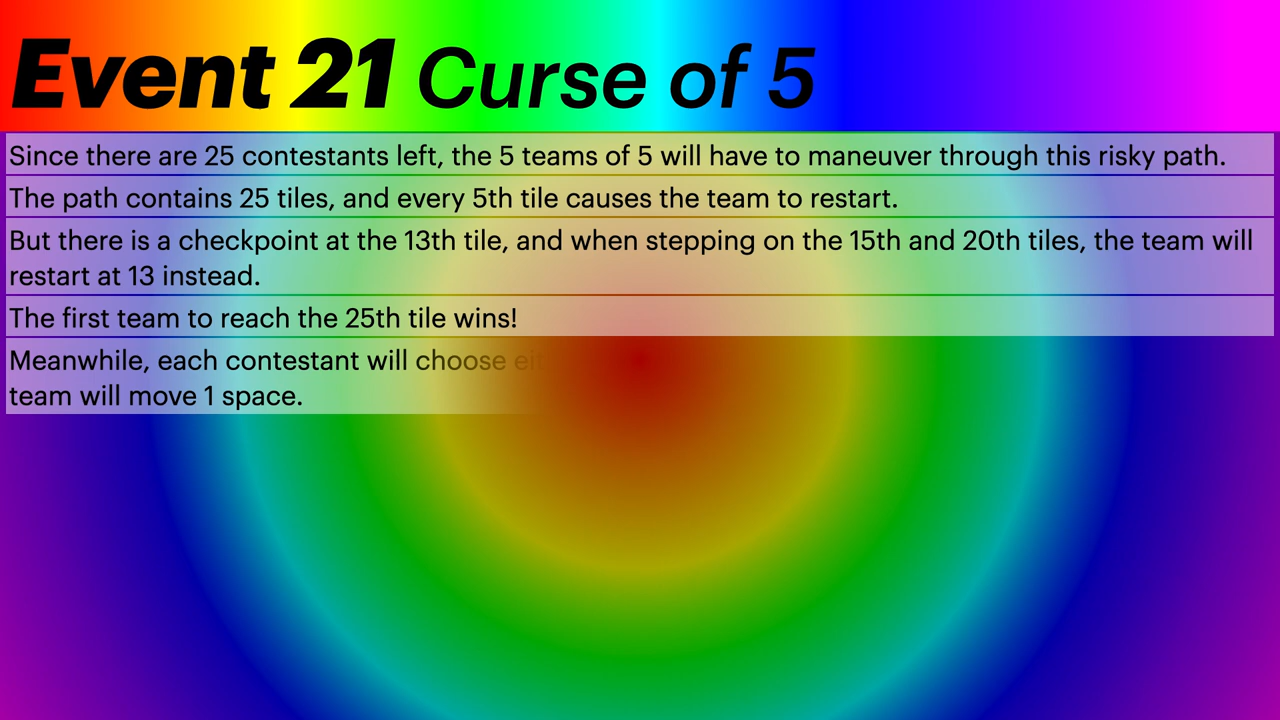 Event 21 Curse of 5
Since there are 25 contestants left, the 5 teams of 5 will have to maneuver through this risky path.
The path contains 25 tiles, and every 5th tile causes the team to restart.
But there is a checkpoint at the 13th tile, and when stepping on the 15th and 20th tiles, the team will
restart at 13 instead.
The first team to reach the 25th tile wins!
Meanwhile, each contestant will choose
team will move 1 space.